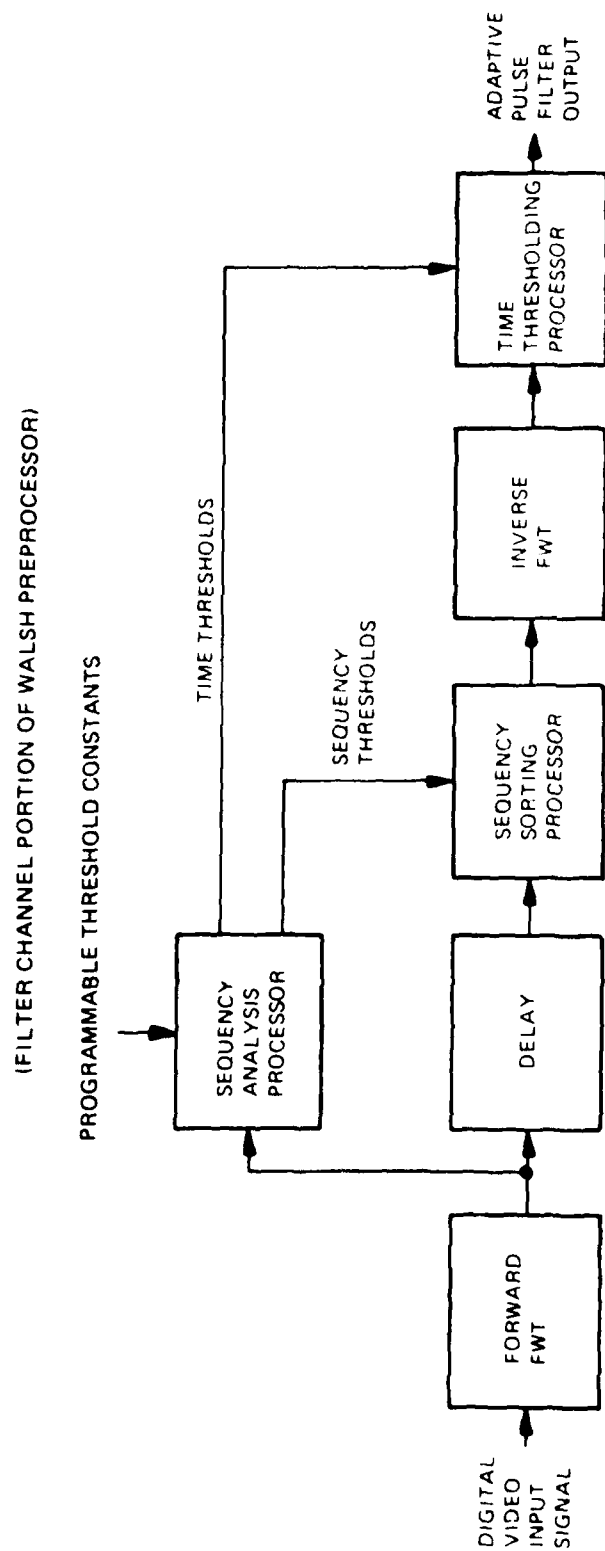 (FILTER CHANNEL PORTION OF WALSH PREPROCESSOR)
PROGRAMMABLE THRESHOLD CONSTANTS
SEQUENCY
ANALYSIS
PROCESSOR
TIME THRESHOLDS
SEQUENCY
THRESHOLDS
DIGITAL
VIDEO
INPUT
SIGNAL
FORWARD
FWT
DELAY
SEQUENCY
SORTING
PROCESSOR
INVERSE
FWT
TIME
THRESHOLDING
PROCESSOR
ADAPTIVE
PULSE
FILTER
OUTPUT